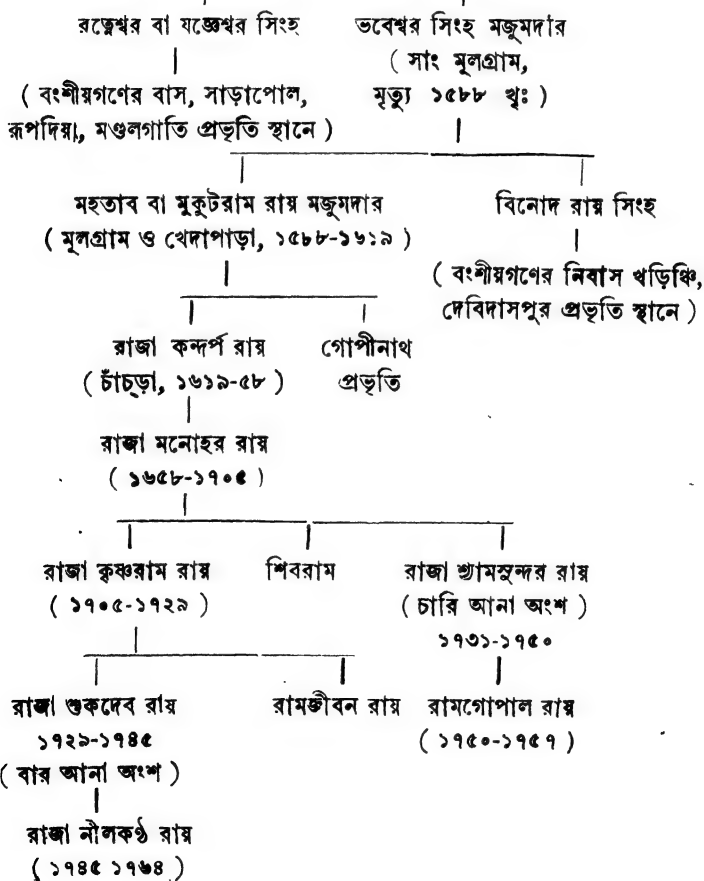 রত্নেশ্বর বা যজ্ঞেশ্বর সিংহ ভবেশ্বর সিংহ মজুমদার
( সাং মূলগ্রাম,
( বংশীয়গণের বাস, সাড়াপোল, মৃত্যু ১৫৮৮ খৃঃ )
রূপদিয়া, মণ্ডলগাতি প্রভৃতি স্থানে )
মহতাব বা মুকুটরাম রায় মজুমদার বিনোদ রায় সিংহ
( মূলগ্রাম ও খেদাপাড়া, ১৫৮৮-১৬১৯ )
( বংশীয়গণের নিবাস খড়িঞ্চি,
দেবিদাসপুর প্রভৃতি স্থানে )
রাজা কন্দর্প রায় গোপীনাথ
( চাঁচড়া, ১৬১৯-৫৮ ) প্রভৃতি
রাজা মনোহর রায়
( ১৬৫৮-১৭০৫ )
রাজা কৃষ্ণরাম রায় শিবরাম রাজা শ্যামসুন্দর রায়
( ১৭০৫-১৭২৯ ) ( চারি আনা অংশ )
১৭৩১-১৭৫০
রাজা শুকদেব রায় রামজীবন রায় রামগোপাল রায়
১৭২৯-১৭৪৫ ( ১৭৫০-১৭৫৭ )
( বার আনা অংশ )
রাজা নীলকণ্ঠ রায়
( ১৭৪৫ ১৭৬৪ )